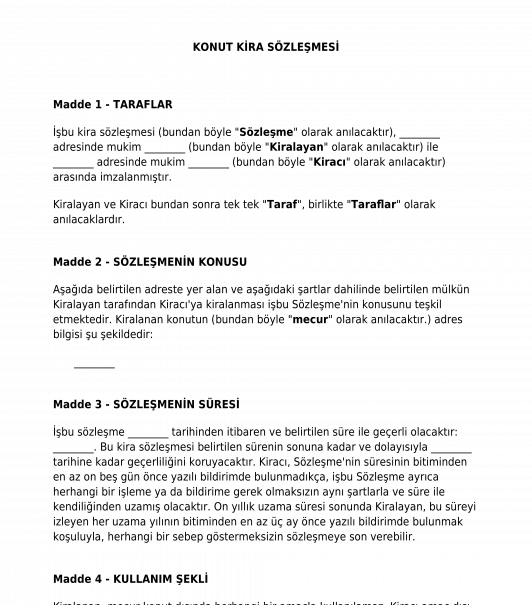 KONUT KİRA SÖZLEŞMESİ
Madde 1 - TARAFLAR
İşbu kira sözleşmesi (bundan böyle "Sözleşme" olarak anılacaktır), ________
adresinde mukim ________ (bundan böyle "Kiralayan" olarak anılacaktır) ile
________ adresinde mukim ________ (bundan böyle "Kiracı" olarak anılacaktır)
arasında imzalanmıştır.
Kiralayan ve Kiracı bundan sonra tek tek "Taraf", birlikte "Taraflar" olarak
anılacaklardır.
Madde 2 - SÖZLEŞMENİN KONUSU
Aşağıda belirtilen adreste yer alan ve aşağıdaki şartlar dahilinde belirtilen mülkün
Kiralayan tarafından Kiracı'ya kiralanması işbu Sözleşme'nin konusunu teşkil
etmektedir. Kiralanan konutun (bundan böyle "mecur" olarak anılacaktır.) adres
bilgisi şu şekildedir:
________
Madde 3 - SÖZLEŞMENİN SÜRESİ
İşbu sözleşme ________ tarihinden itibaren ve belirtilen süre ile geçerli olacaktır:
________. Bu kira sözleşmesi belirtilen sürenin sonuna kadar ve dolayısıyla ________
tarihine kadar geçerliliğini koruyacaktır. Kiracı, Sözleşme'nin süresinin bitiminden
en az on beş gün önce yazılı bildirimde bulunmadıkça, işbu Sözleşme ayrıca
herhangi bir işleme ya da bildirime gerek olmaksızın aynı şartlarla ve süre ile
kendiliğinden uzamış olacaktır. On yıllık uzama süresi sonunda Kiralayan, bu süreyi
izleyen her uzama yılının bitiminden en az üç ay önce yazılı bildirimde bulunmak
koşuluyla, herhangi bir sebep göstermeksizin sözleşmeye son verebilir.
Madde 4 - KULLANIM ŞEKLİ